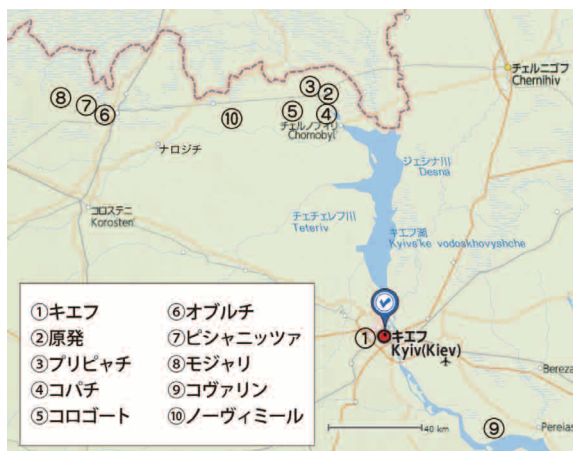 チェルニゴフ
Chernihiv
③
⑧
②
⑦
⑥
⑤
④
⑩
チェルノブイリ
Chornobyl'
ナロジチ
ジェシナ川
Desna
コロステニ
Korosten'
チェチェレフ川
Teteriv
キエフ湖
Kyivs'ke vodoskhovyshche
①キエフ
Kyiv(Kiev)
Bereza
40 km
⑨
Pereias
①キエフ
②原発
③プリピャチ
④コパチ
⑤コロゴート
⑥オブルチ
⑦ピシャニッツァ
⑧モジャリ
⑨コヴァリン
⑩ノーヴィミール